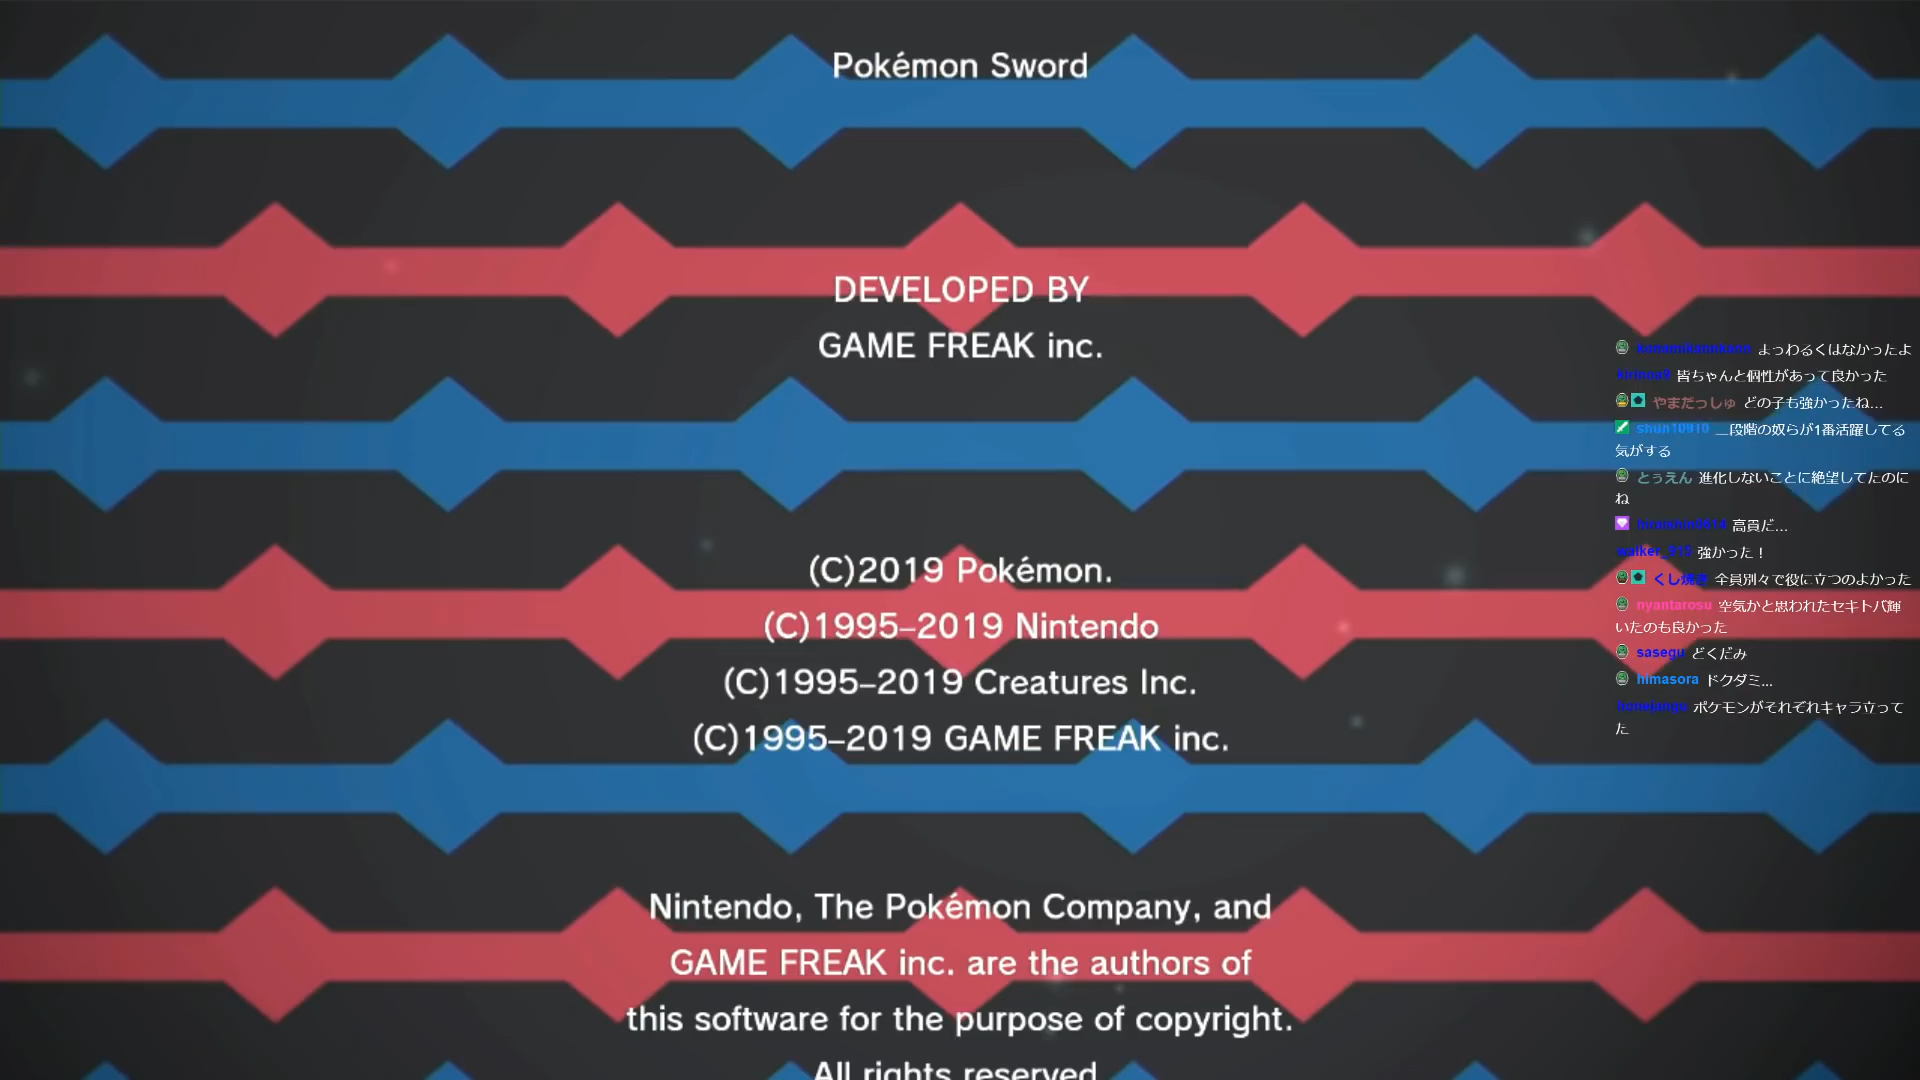 Pokémon Sword
DEVELOPED BY
GAME FREAK inc.
(C)2019 Pokémon.
(C)1995–2019 Nintendo
(C)1995–2019 Creatures Inc.
(C)1995–2019 GAME FREAK inc.
Nintendo, The Pokémon Company, and
GAME FREAK inc. are the authors of
this software for the purpose of copyright.
All rights reserved
よっわるくはなかったよ
皆ちゃんと個性があって良かった
やまだっしゅ どの子も強かったね...
shun10910 二段階の奴らが1番活躍してる
気がする
とぅえん 進化しないことに絶望してたのに
ね
高貴だ...
walker_915 強かった！
くし焼き 全員別々で役に立つのよかった
nyantarosu 空気かと思われたセキトバ輝
いたのも良かった
sasegu どくだみ
himasora ドクダミ...
ポケモンがそれぞれキャラ立って
た